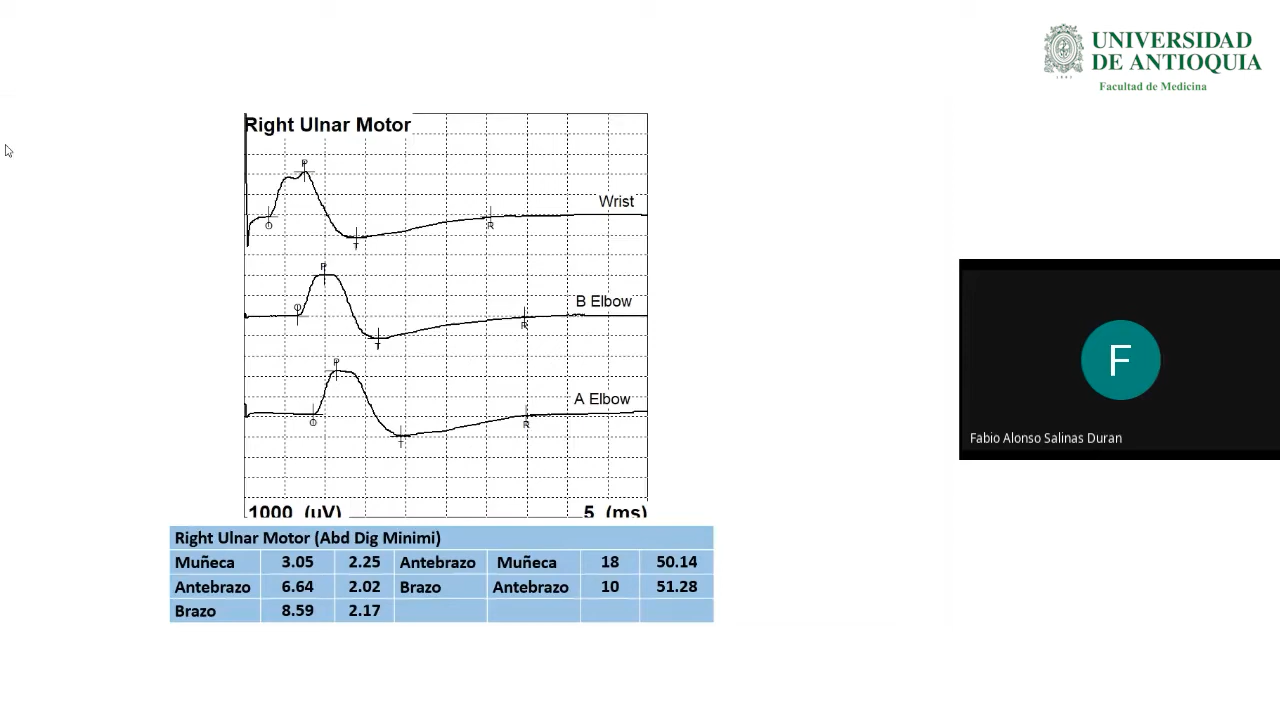 UNIVERSIDAD
DE ANTIOQUIA
Facultad de Medicina
1803
Right Ulnar Motor
P
Wrist
O
R
T
P
B Elbow
O
R
T
P
A Elbow
O
R
T
1000 (uV) 5 (ms)
Right Ulnar Motor (Abd Dig Minimi)
Muñeca 3.05 2.25 Antebrazo Muñeca 18 50.14
Antebrazo 6.64 2.02 Brazo Antebrazo 10 51.28
Brazo 8.59 2.17
F
Fabio Alonso Salinas Duran